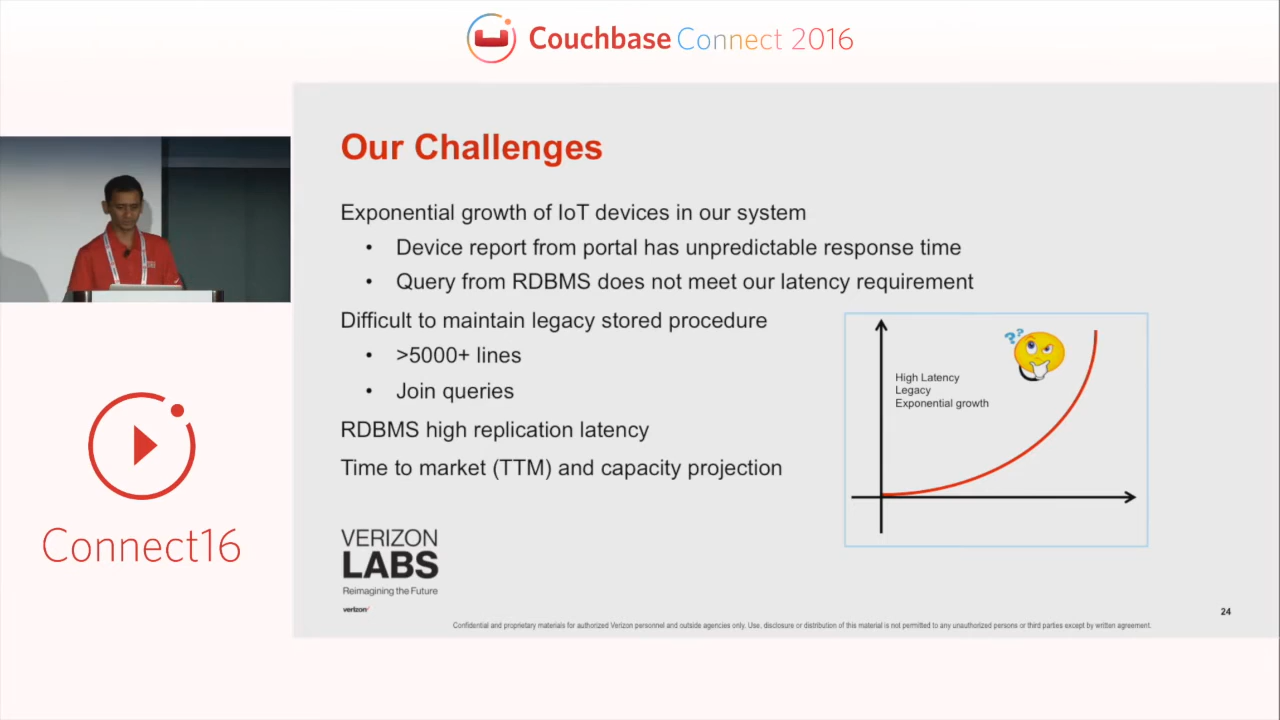 Couchbase Connect 2016
Our Challenges
Exponential growth of IoT devices in our system
• Device report from portal has unpredictable response time
• Query from RDBMS does not meet our latency requirement
Difficult to maintain legacy stored procedure
• >5000+ lines
• Join queries
RDBMS high replication latency
Time to market (TTM) and capacity projection
??
High Latency
Legacy
Exponential growth
Connect16
VERIZON
LABS
Reimagining the Future
verizon
24
Confidential and proprietary materials for authorized Verizon personnel and outside agencies only. Use, disclosure or distribution of this material is not permitted to any unauthorized persons or third parties except by written agreement.